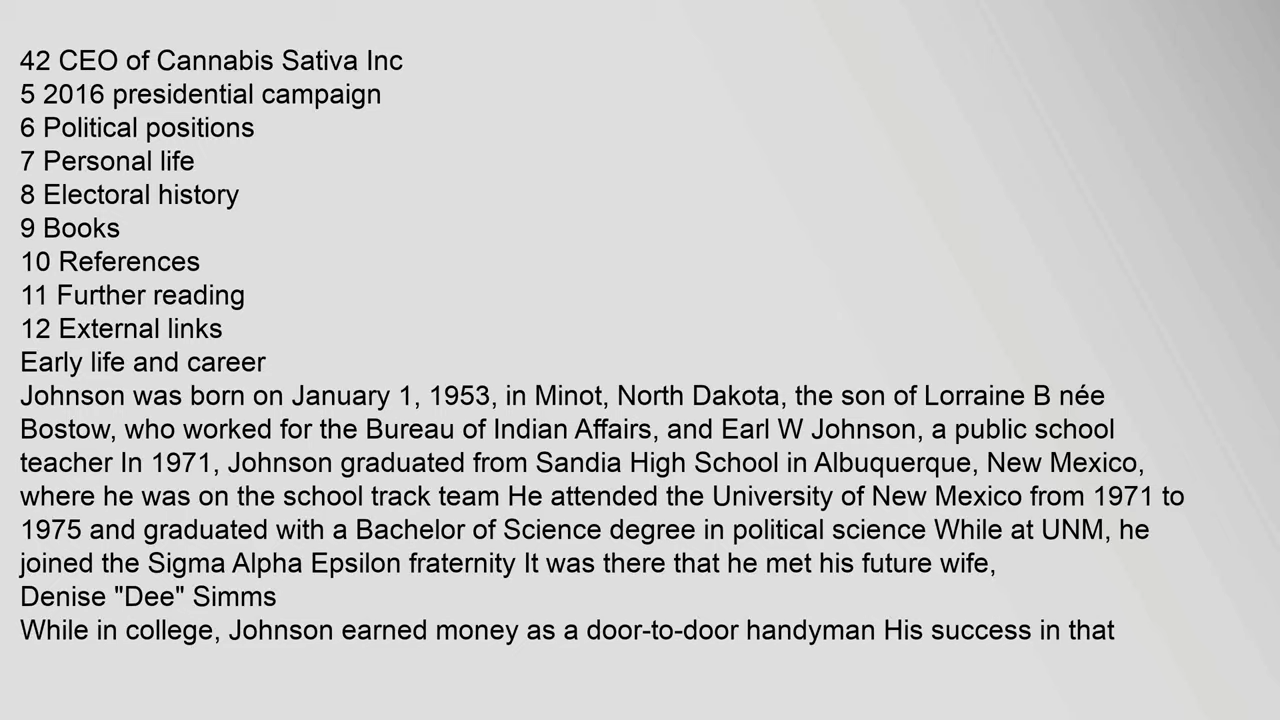 42 CEO of Cannabis Sativa Inc
5 2016 presidential campaign
6 Political positions
7 Personal life
8 Electoral history
9 Books
10 References
11 Further reading
12 External links
Early life and career
Johnson was born on January 1, 1953, in Minot, North Dakota, the son of Lorraine B née
Bostow, who worked for the Bureau of Indian Affairs, and Earl W Johnson, a public school
teacher In 1971, Johnson graduated from Sandia High School in Albuquerque, New Mexico,
where he was on the school track team He attended the University of New Mexico from 1971 to
1975 and graduated with a Bachelor of Science degree in political science While at UNM, he
joined the Sigma Alpha Epsilon fraternity It was there that he met his future wife,
Denise "Dee" Simms
While in college, Johnson earned money as a door-to-door handyman His success in that